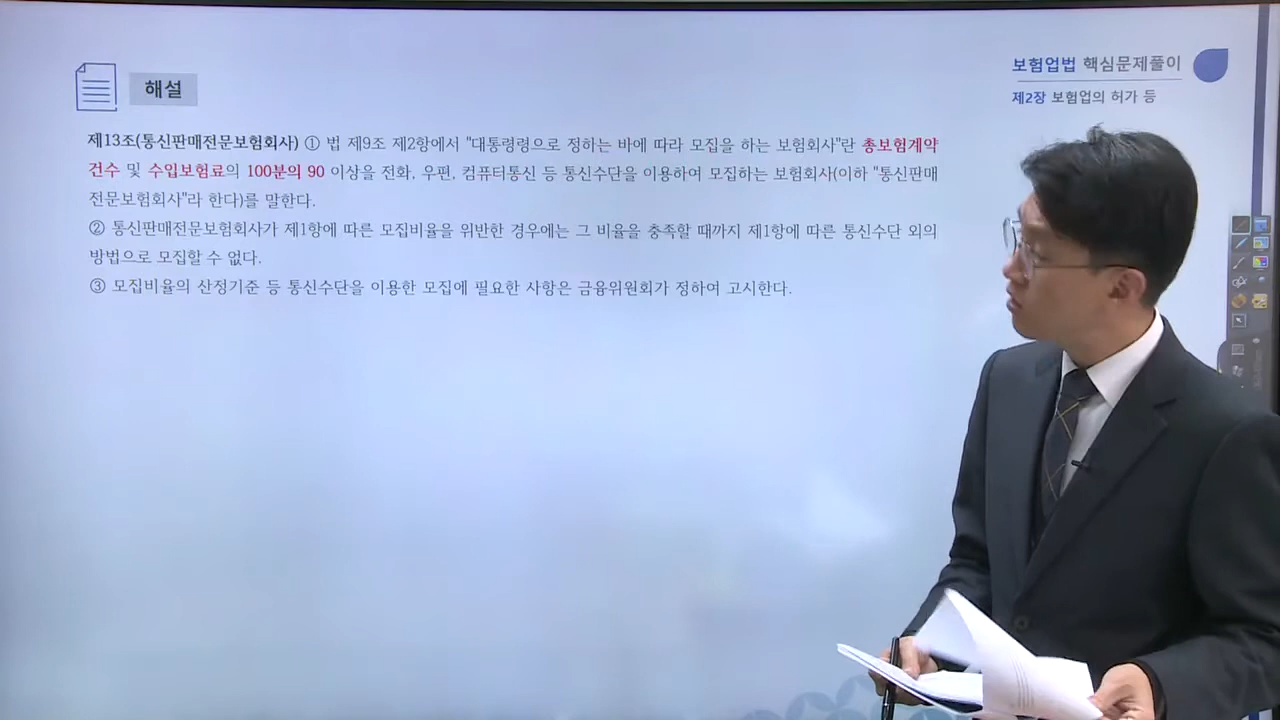 보험업법 핵심문제풀이
제2장 보험업의 허가 등
해설
제13조(통신판매전문보험회사) ① 법 제9조 제2항에서 "대통령령으로 정하는 바에 따라 모집을 하는 보험회사"란 총보험계약
건수 및 수입보험료의 100분의 90 이상을 전화, 우편, 컴퓨터통신 등 통신수단을 이용하여 모집하는 보험회사(이하 "통신판매
전문보험회사"라 한다)를 말한다.
② 통신판매전문보험회사가 제1항에 따른 모집비율을 위반한 경우에는 그 비율을 충족할 때까지 제1항에 따른 통신수단 외의
방법으로 모집할 수 없다.
③ 모집비율의 산정기준 등 통신수단을 이용한 모집에 필요한 사항은 금융위원회가 정하여 고시한다.